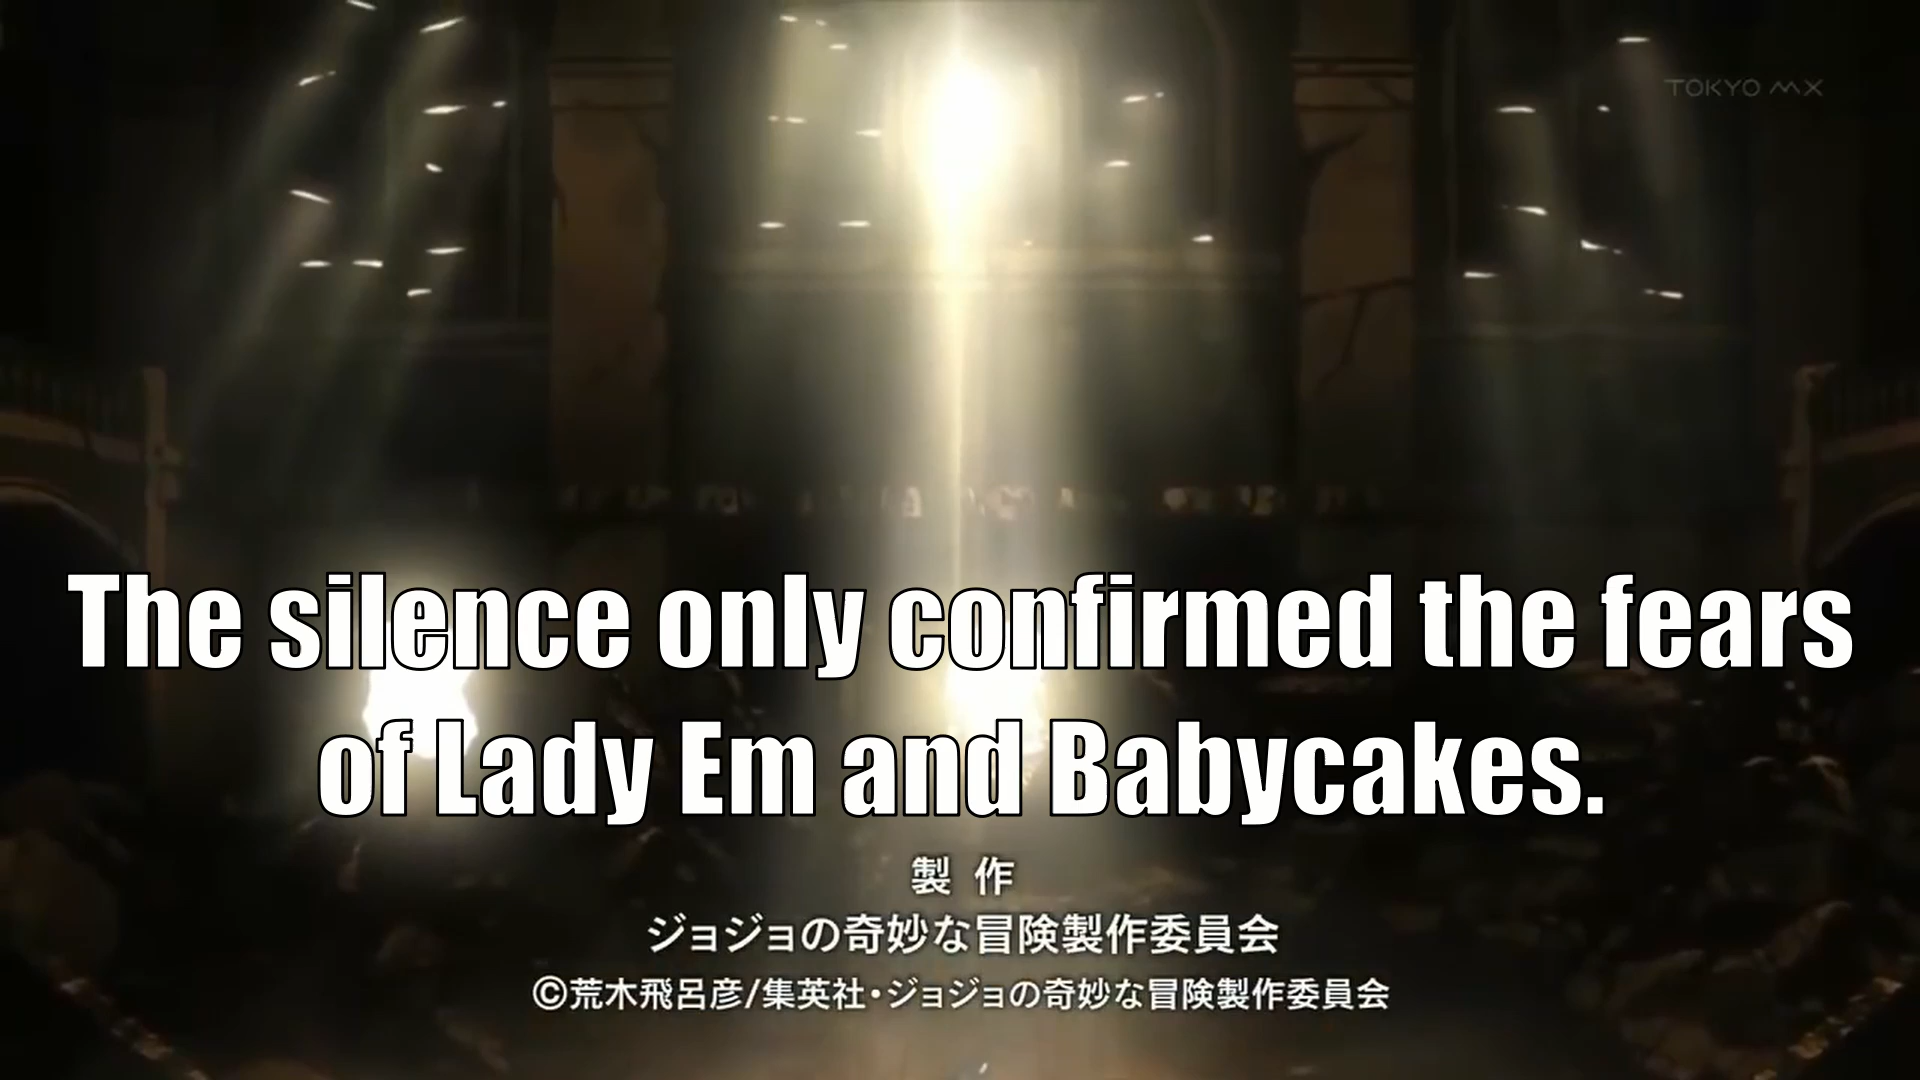 TOKYO MX
The silence only confirmed the fears
of Lady Em and Babycakes.
製 作
ジョジョの奇妙な冒険製作委員会
©荒木飛呂彦/集英社・ジョジョの奇妙な冒険製作委員会